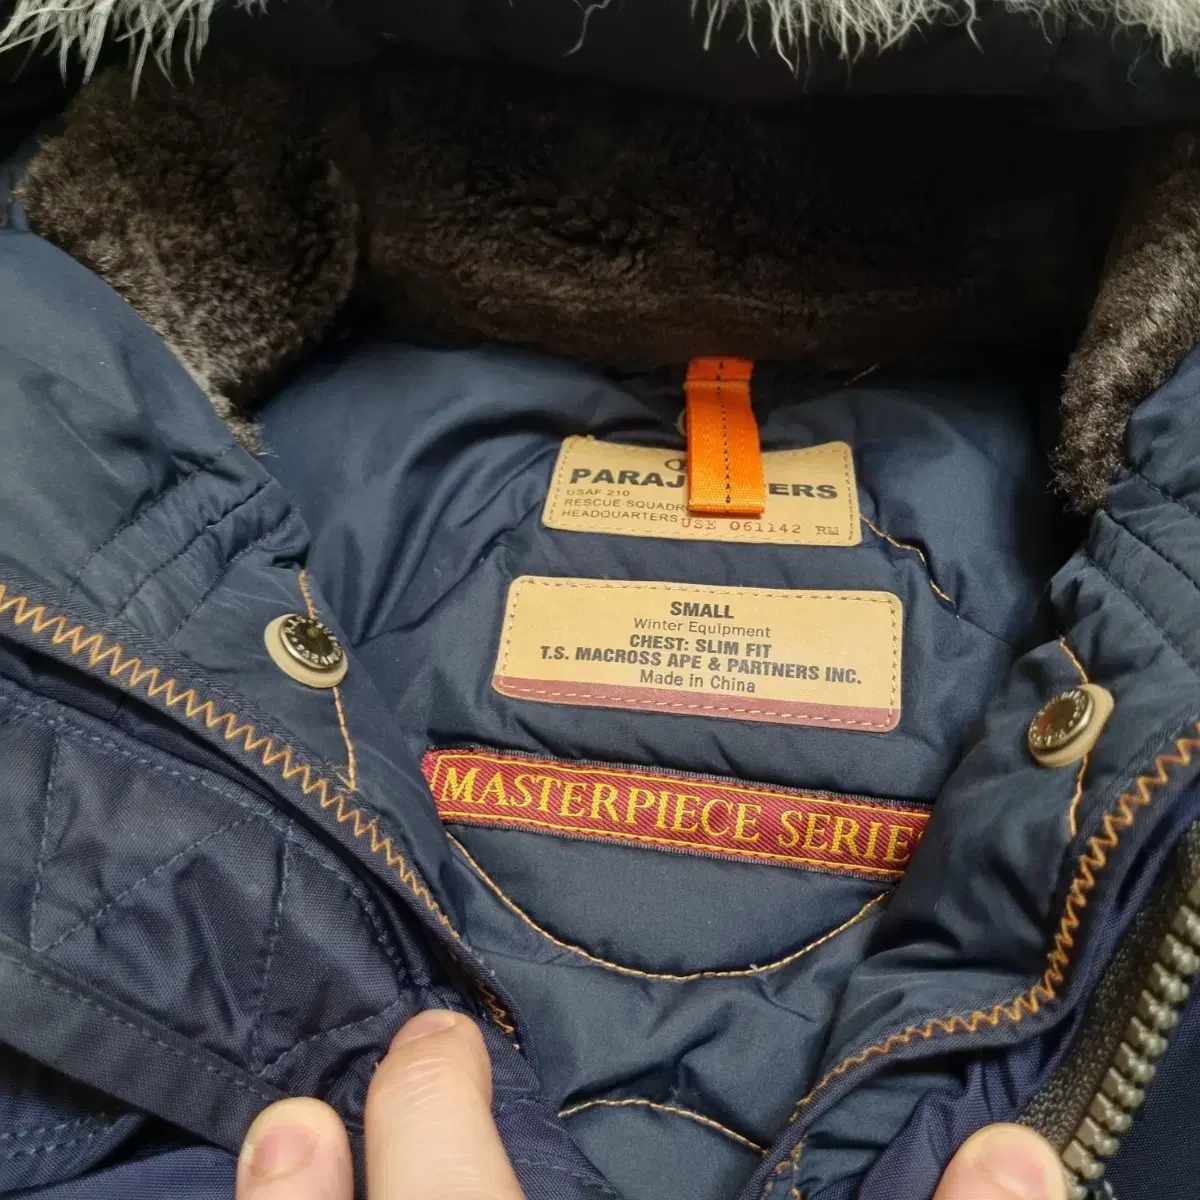 USAF 210
RESCUE
HEADQUARTERS USE 061142 RM
SMALL
Winter Equipment
CHEST: SLIM FIT
T.S. MACROSS APE & PARTNERS INC.
Made in China
MASTERPIECE